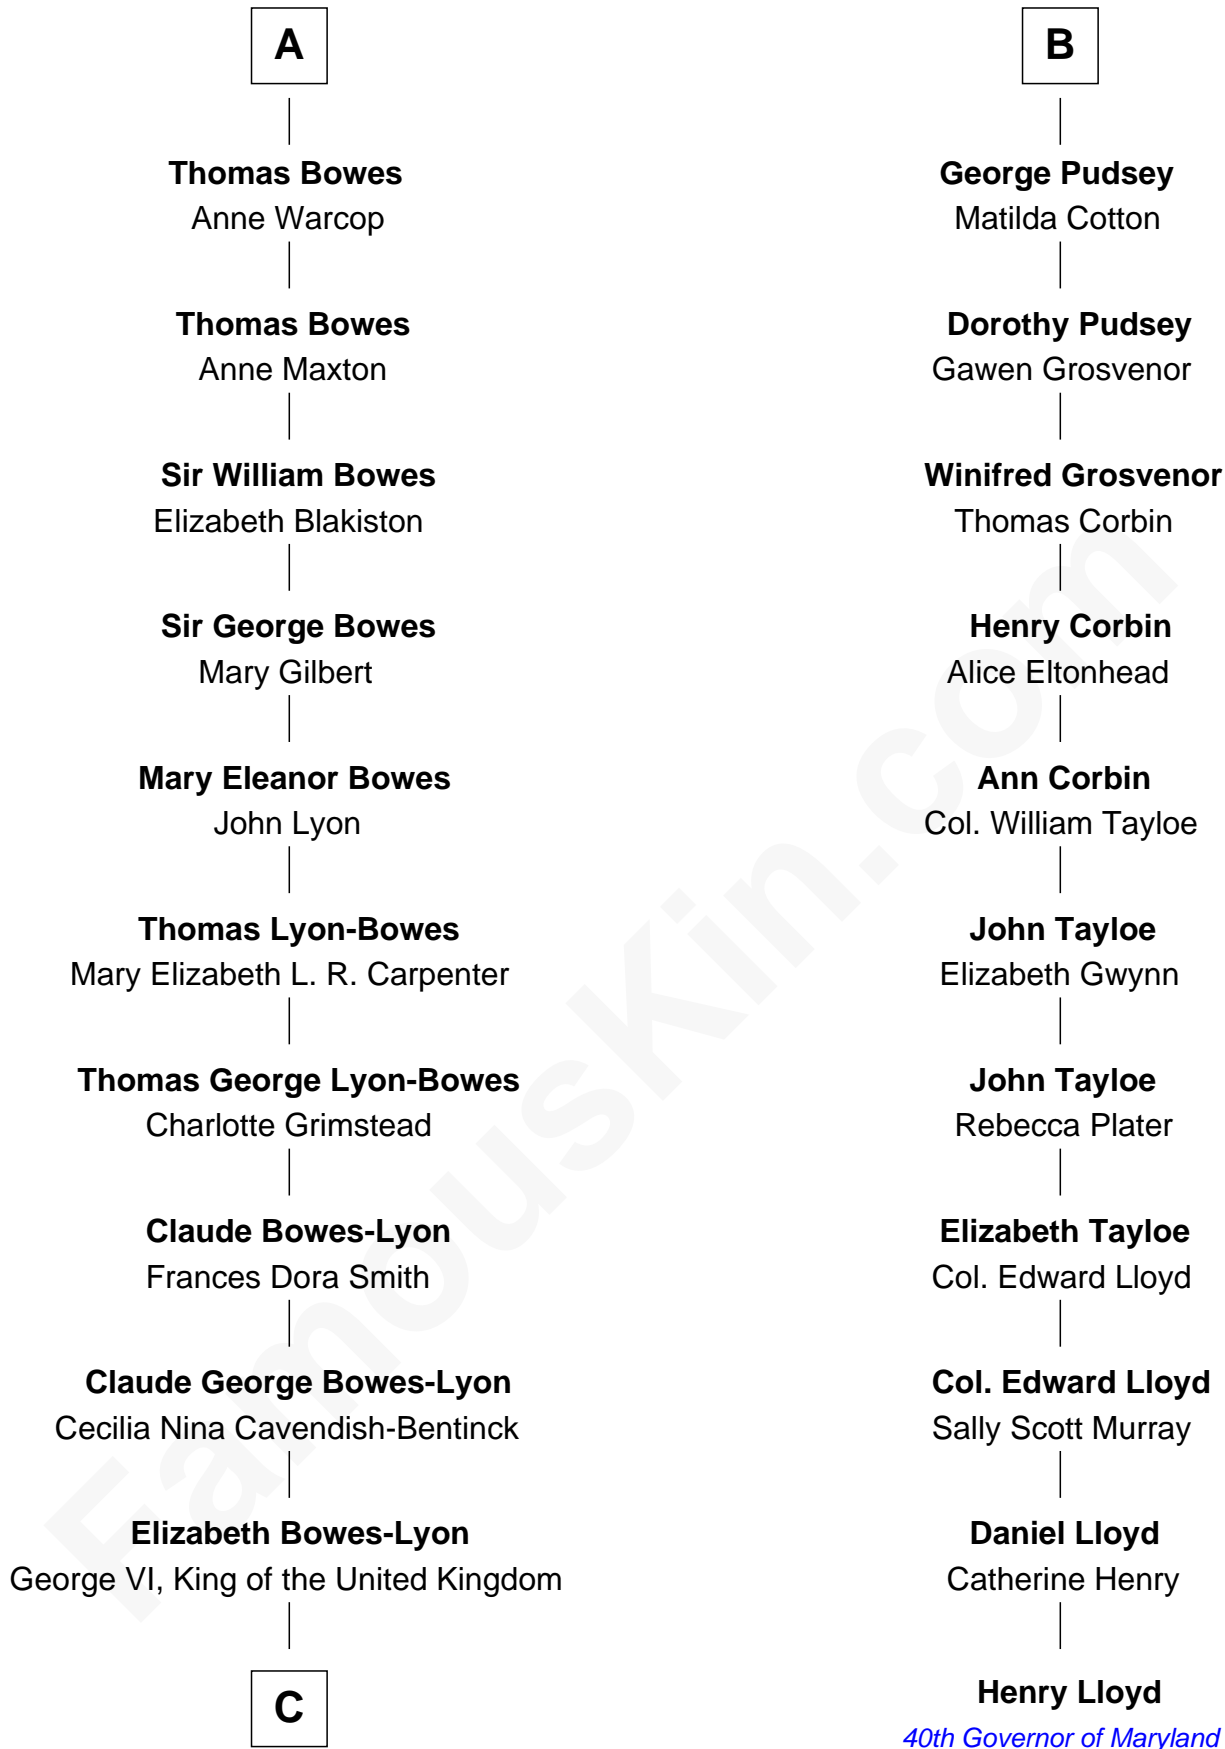 A
Thomas Bowes
Anne Warcop
Thomas Bowes
Anne Maxton
Sir William Bowes
Elizabeth Blakiston
Sir George Bowes
Mary Gilbert
Mary Eleanor Bowes
John Lyon
Thomas Lyon-Bowes
Mary Elizabeth L. R. Carpenter
Thomas George Lyon-Bowes
Charlotte Grimstead
Claude Bowes-Lyon
Frances Dora Smith
Claude George Bowes-Lyon
Cecilia Nina Cavendish-Bentinck
Elizabeth Bowes-Lyon
George VI, King of the United Kingdom
C
B
George Pudsey
Matilda Cotton
Dorothy Pudsey
Gawen Grosvenor
Winifred Grosvenor
Thomas Corbin
Henry Corbin
Alice Eltonhead
Ann Corbin
Col. William Tayloe
John Tayloe
Elizabeth Gwynn
John Tayloe
Rebecca Plater
Elizabeth Tayloe
Col. Edward Lloyd
Col. Edward Lloyd
Sally Scott Murray
Daniel Lloyd
Catherine Henry
Henry Lloyd
40th Governor of Maryland
FamousKin.com